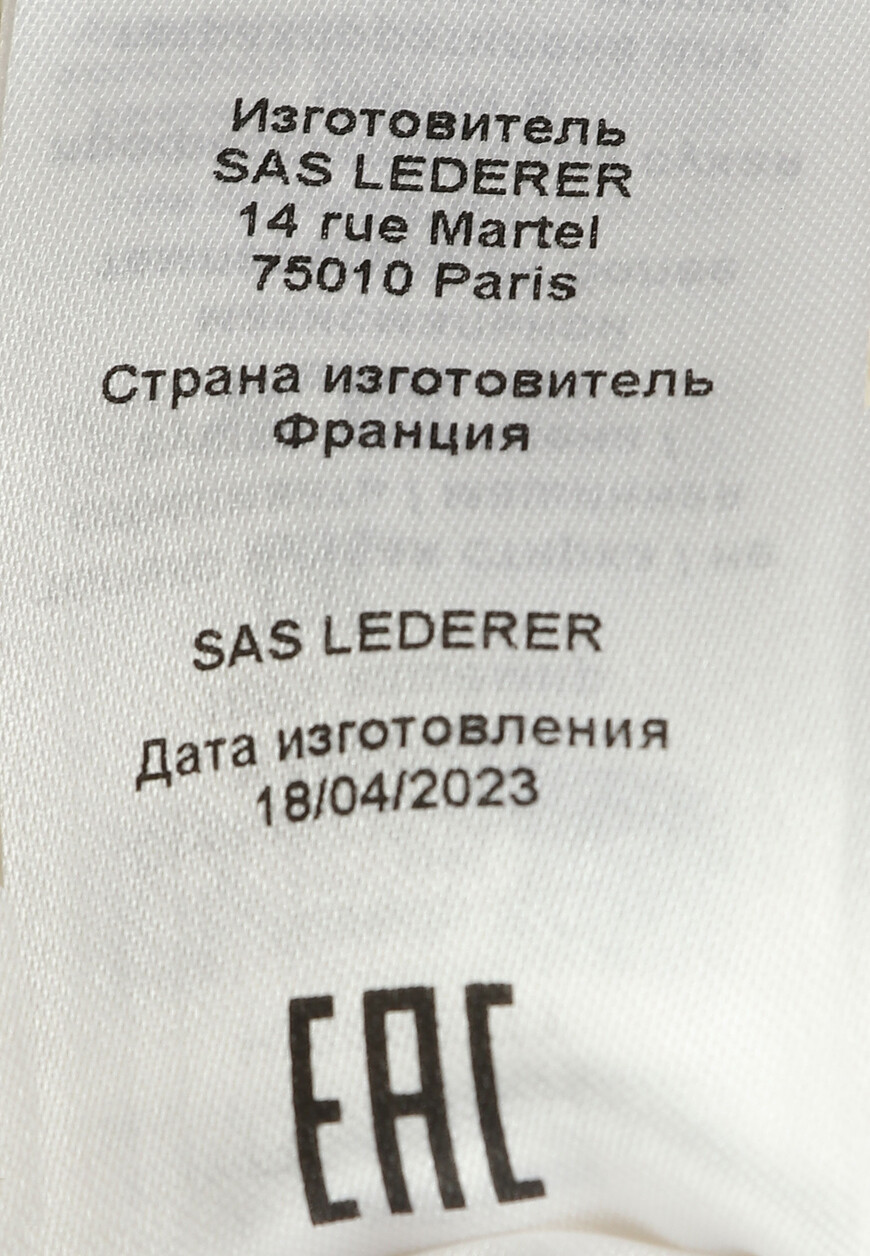 Изготовитель
SAS LEDERER
14 rue Martel
75010 Paris
Страна изготовитель
Франция
SAS LEDERER
Дата изготовления
18/04/2023
EAC